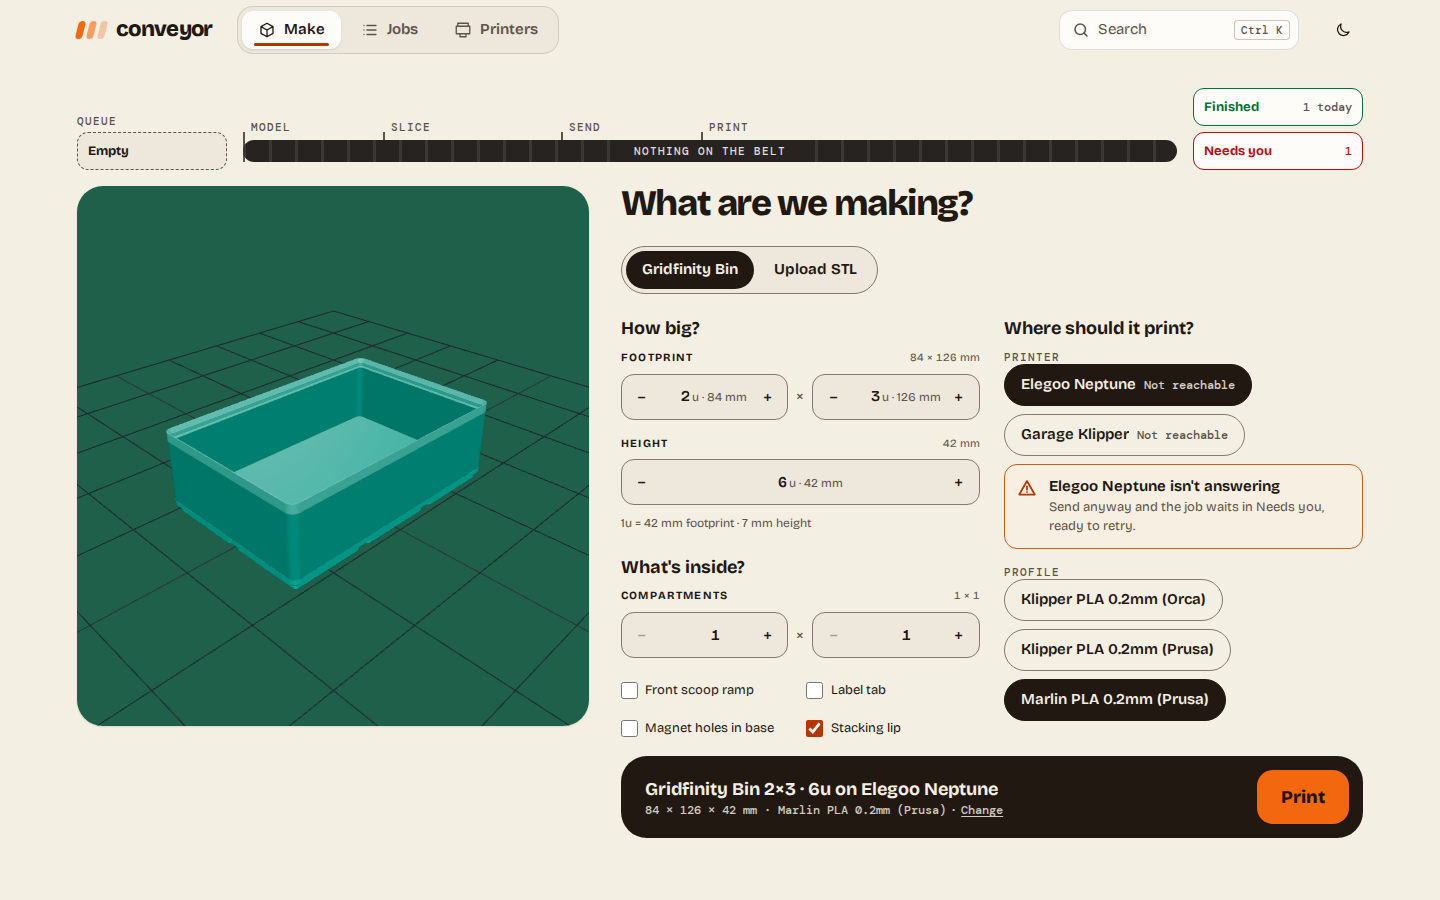 conveyor
Make
Jobs
Printers
Search
Ctrl K
QUEUE
Empty
MODEL
SLICE
SEND
PRINT
NOTHING ON THE BELT
Finished 1 today
Needs you 1
What are we making?
Gridfinity Bin
Upload STL
How big?
FOOTPRINT 84 × 126 mm
− 2 u · 84 mm + × − 3 u · 126 mm +
HEIGHT 42 mm
− 6 u · 42 mm +
1u = 42 mm footprint · 7 mm height
What's inside?
COMPARTMENTS 1 × 1
− 1 + × − 1 +
Front scoop ramp
Label tab
Magnet holes in base
Stacking lip
Where should it print?
PRINTER
Elegoo Neptune Not reachable
Garage Klipper Not reachable
Elegoo Neptune isn't answering
Send anyway and the job waits in Needs you,
ready to retry.
PROFILE
Klipper PLA 0.2mm (Orca)
Klipper PLA 0.2mm (Prusa)
Marlin PLA 0.2mm (Prusa)
Gridfinity Bin 2×3 · 6u on Elegoo Neptune
84 × 126 × 42 mm · Marlin PLA 0.2mm (Prusa) · Change
Print